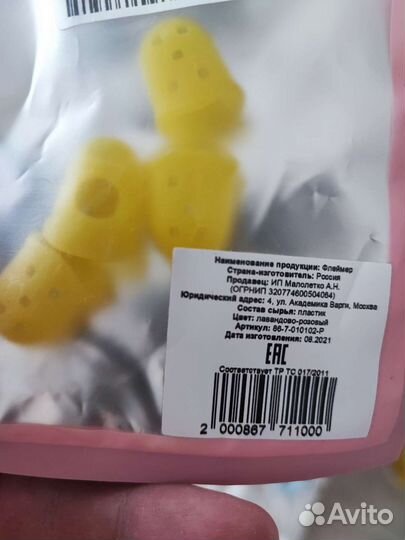 Наименование продукции: Флеймер
Страна-изготовитель: Россия
Продавец: ИП Малолетко А.Н.
(ОГРНИП 320774600504084)
Юридический адрес: 4, ул. Академика Варги, Москва
Состав сырья: пластик
Цвет: лавандово-розовый
Артикул: 86-7-010102-Р
Дата изготовления: 08.2021
ЕАС
Соответствует ТР ТС 017/2011
2 000867 711000
Avito